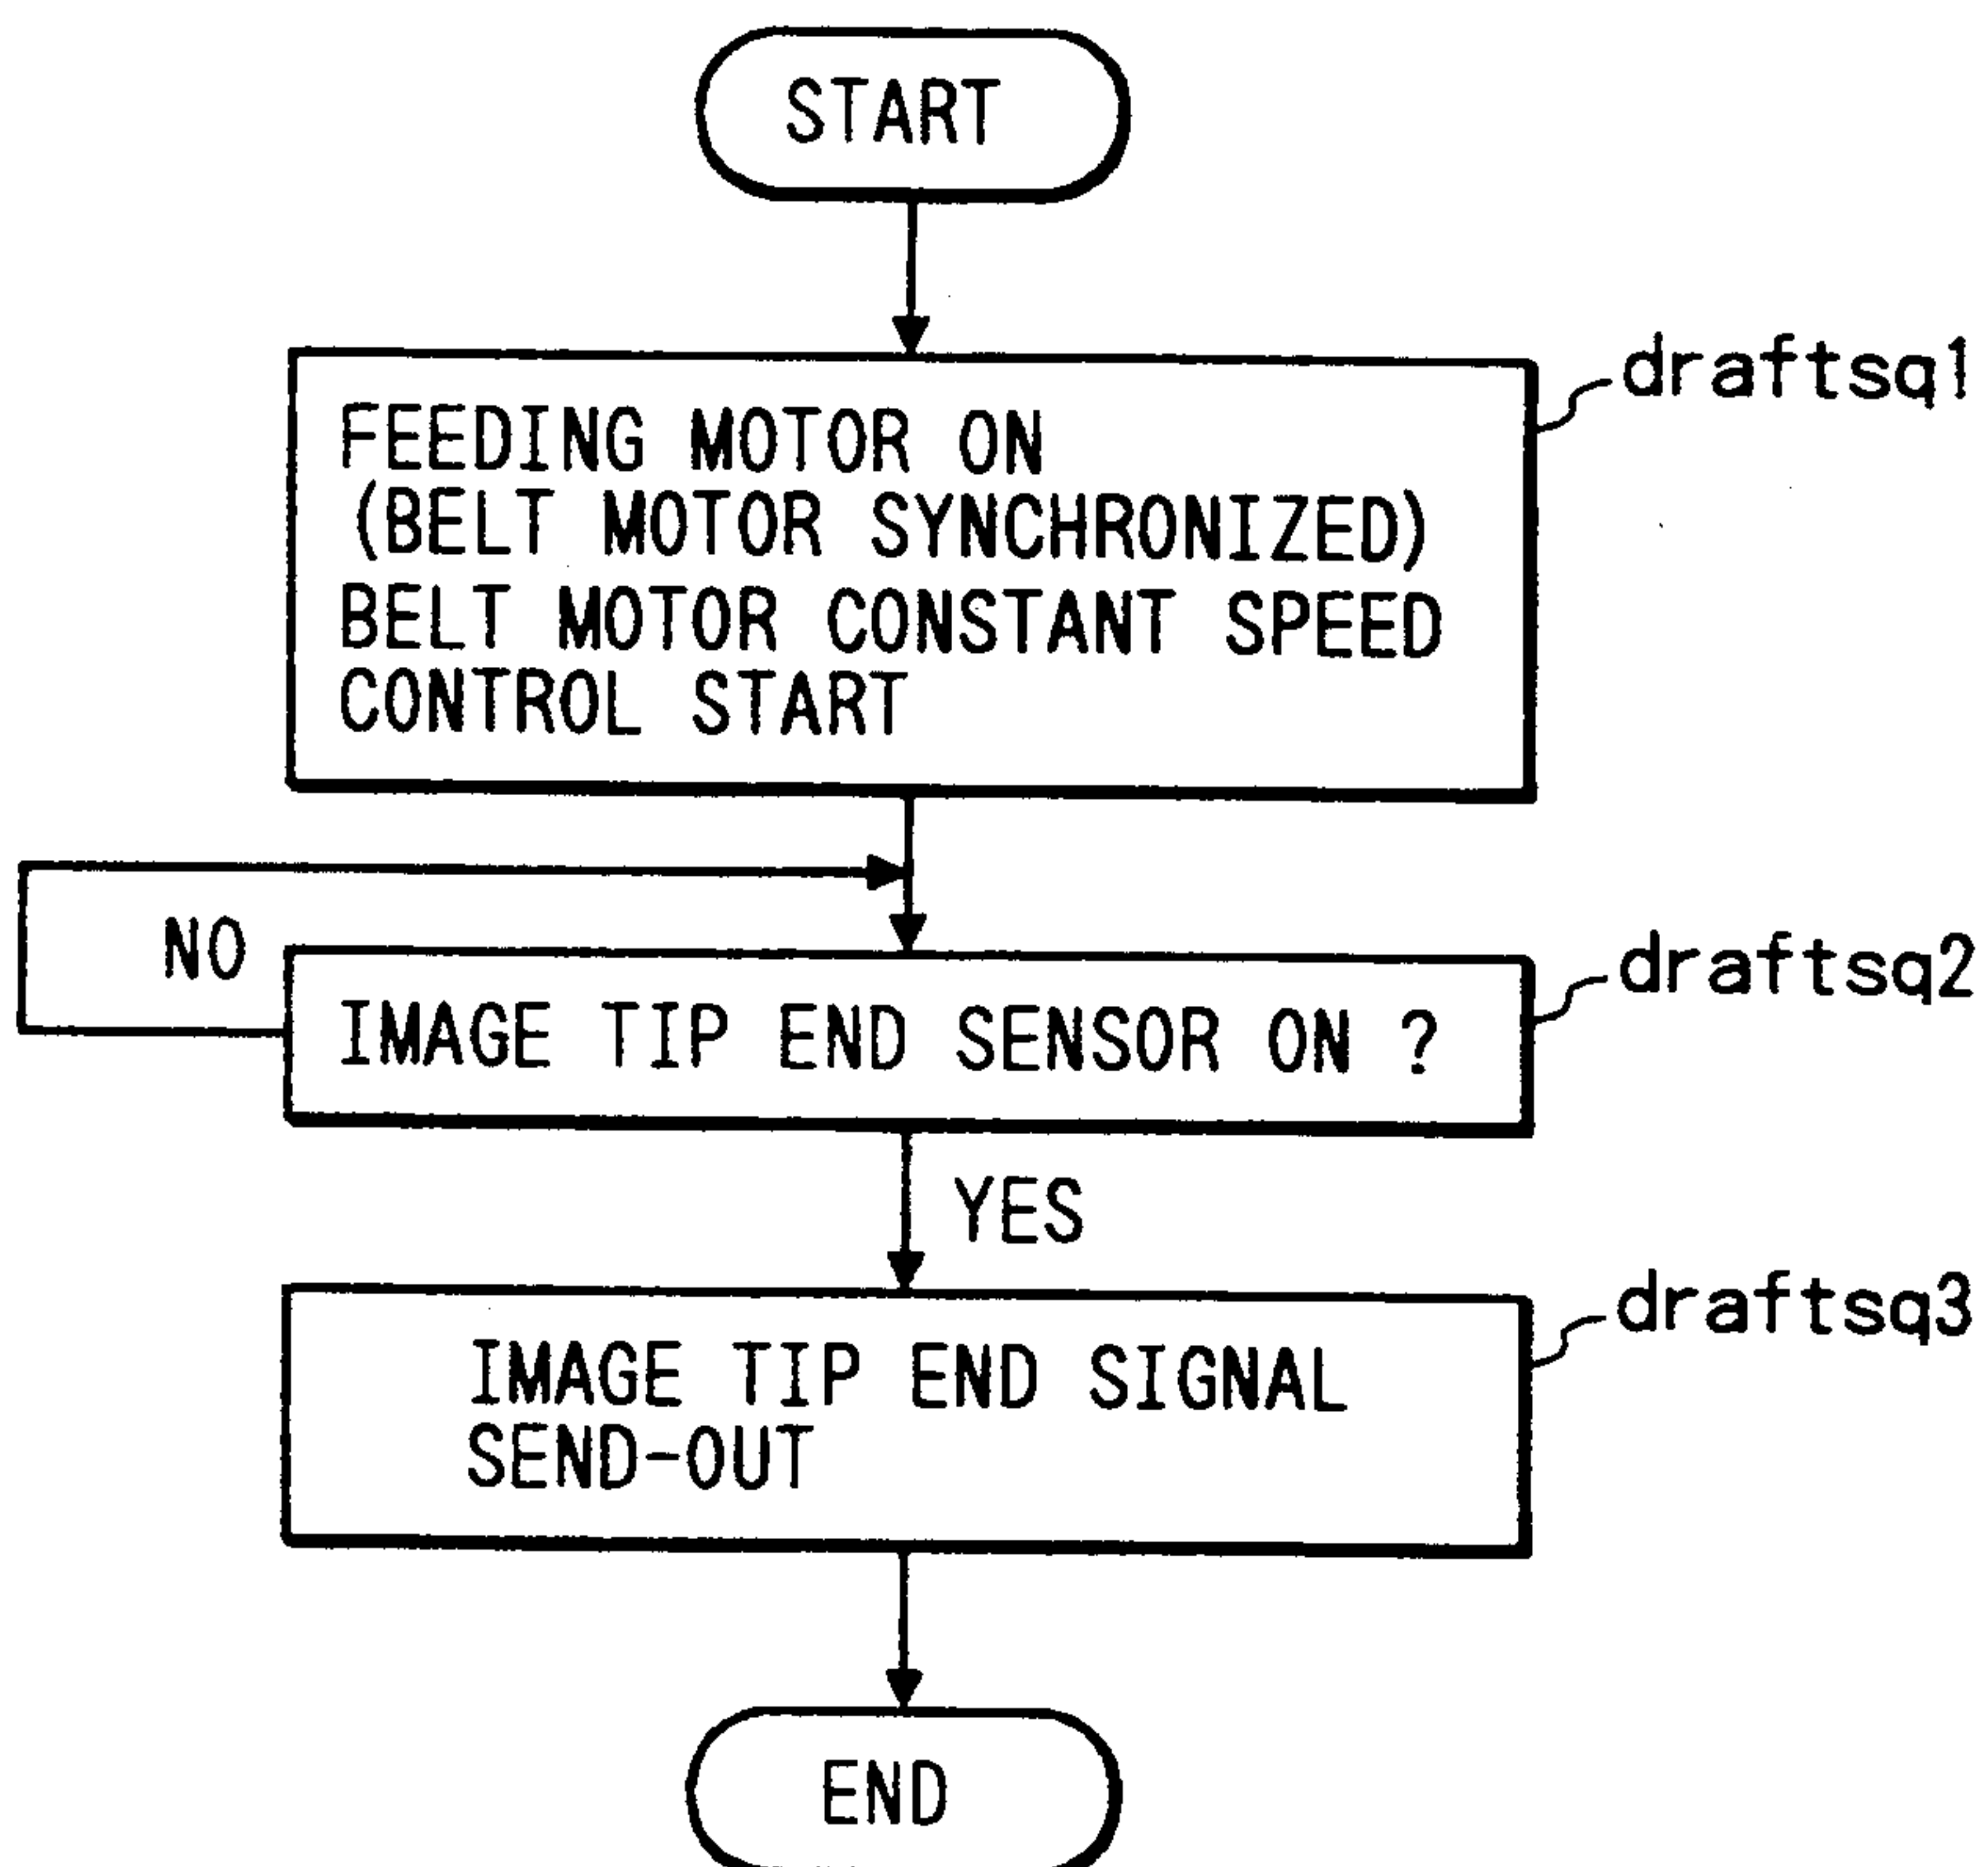 START
draftsq1
FEEDING MOTOR ON
(BELT MOTOR SYNCHRONIZED)
BELT MOTOR CONSTANT SPEED
CONTROL START
NO
draftsq2
IMAGE TIP END SENSOR ON ?
YES
draftsq3
IMAGE TIP END SIGNAL
SEND-OUT
END